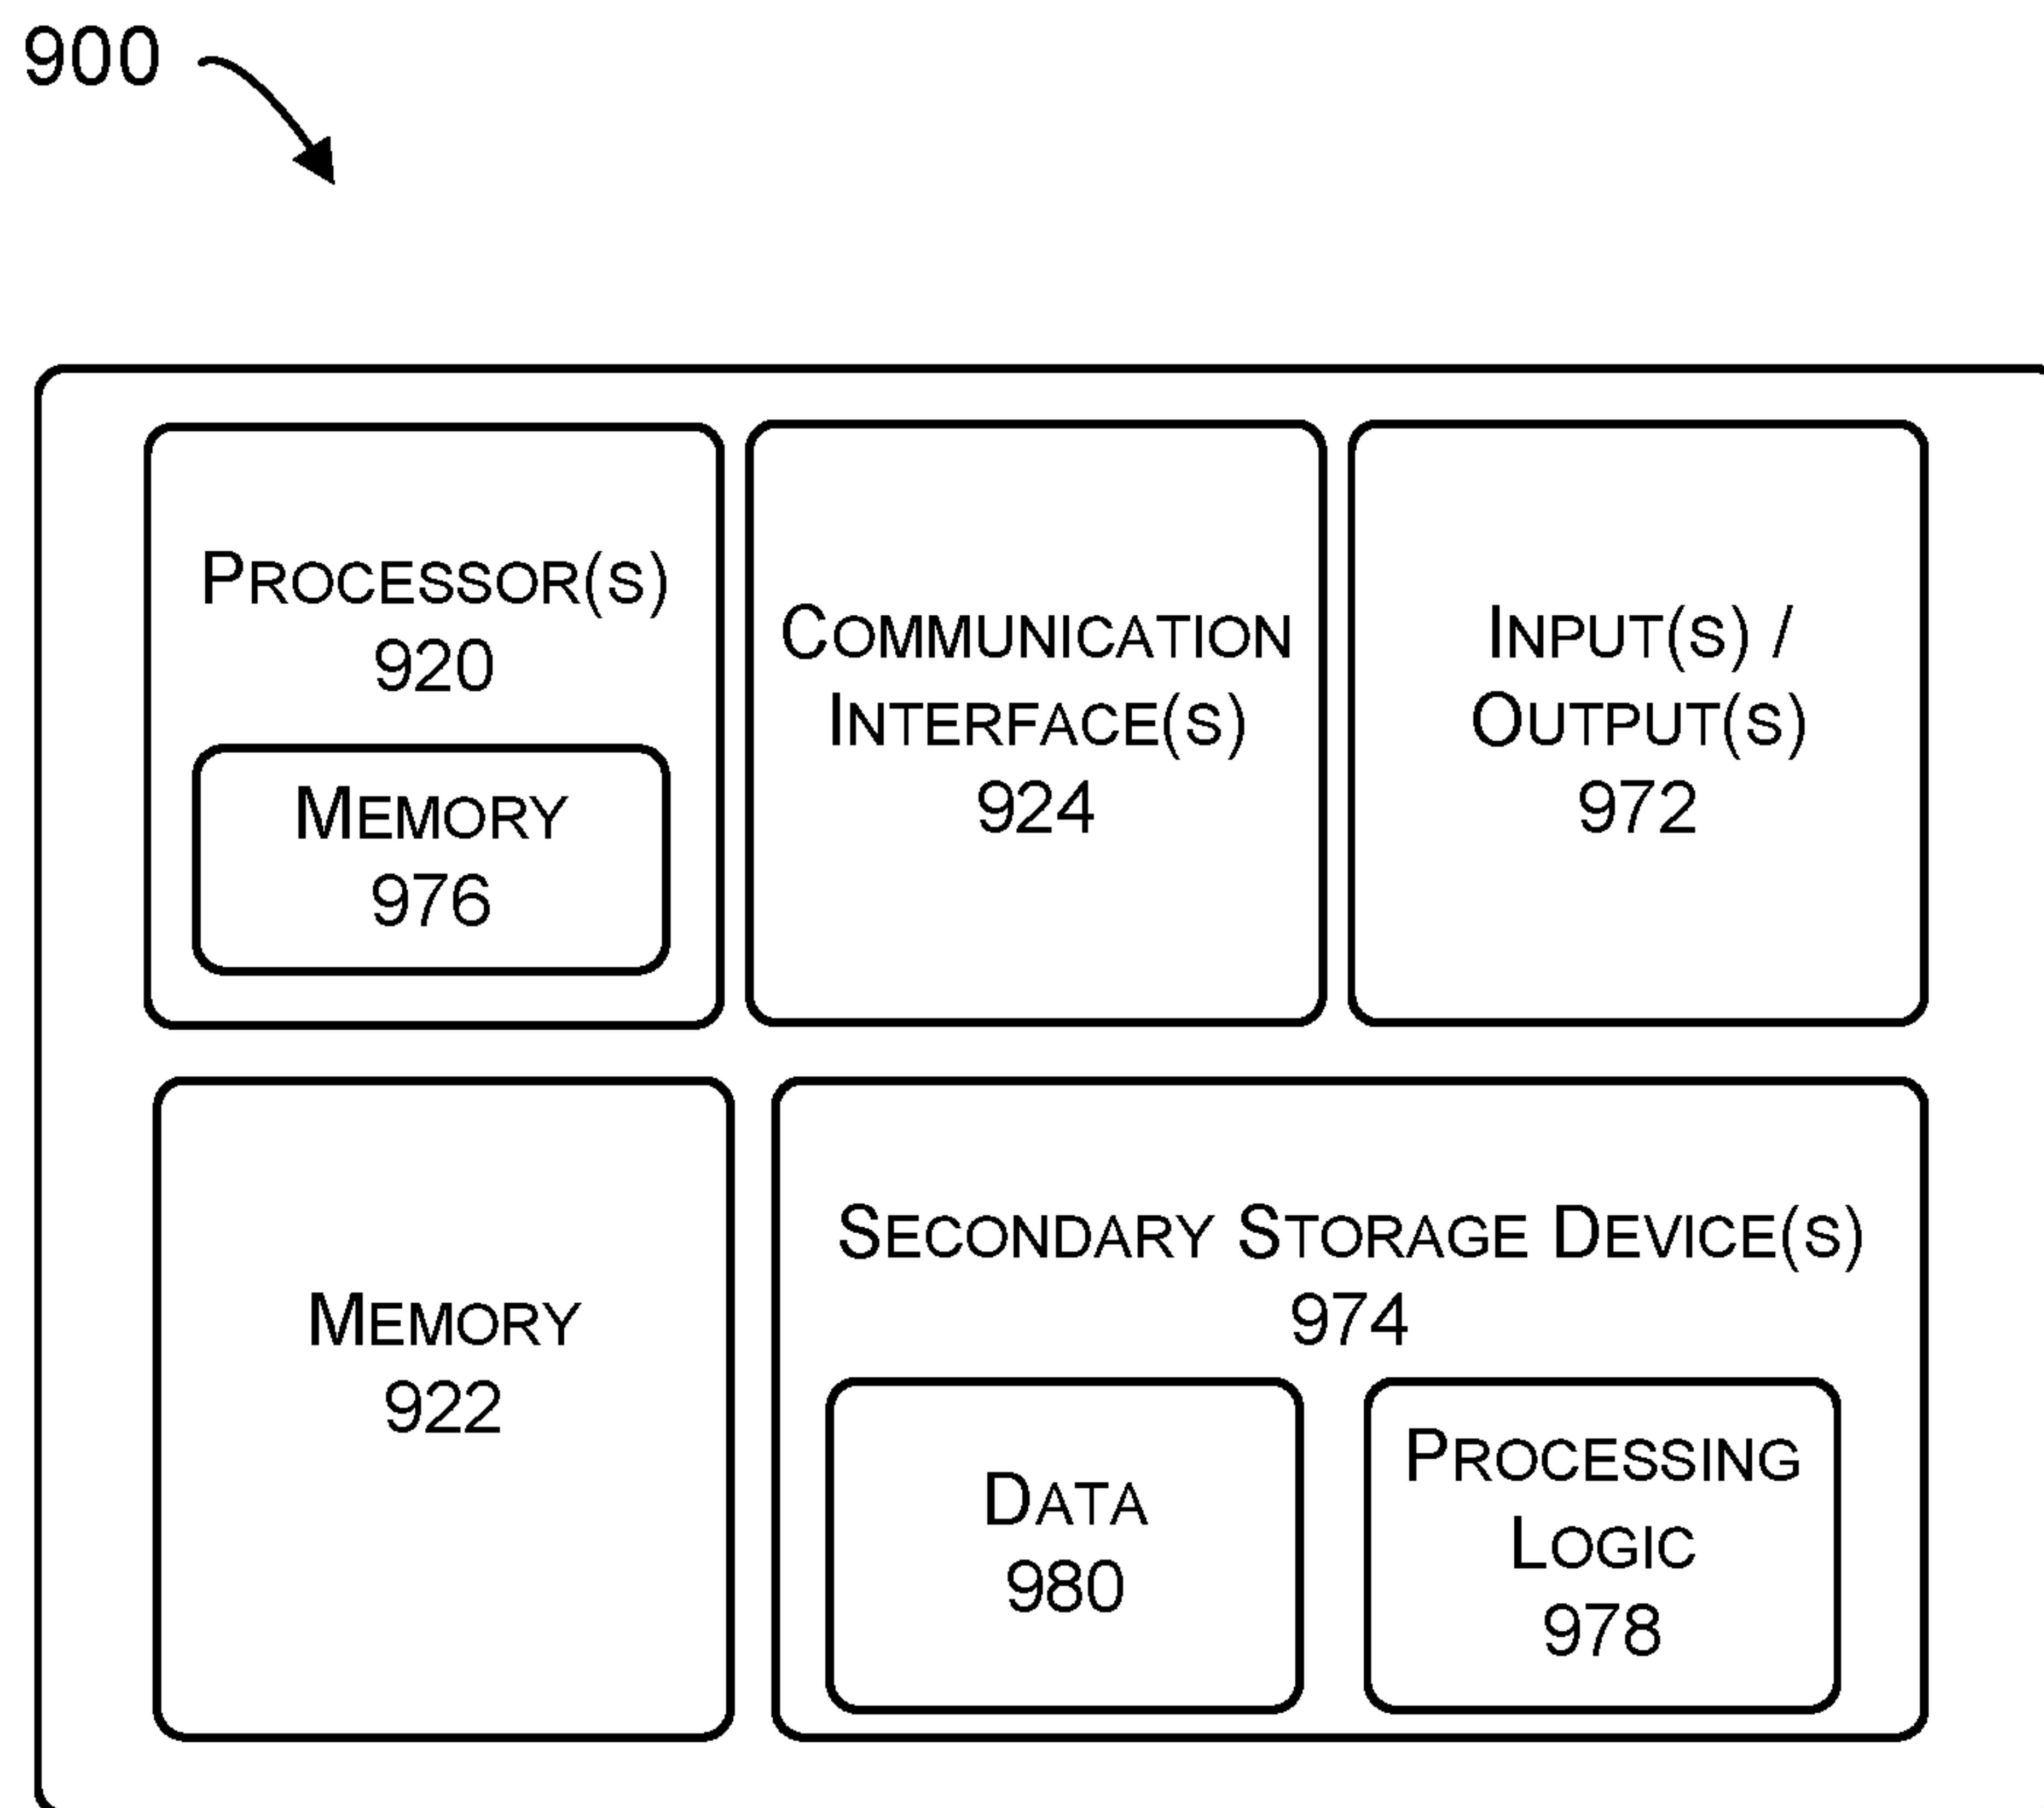 900
PROCESSOR(S)
920
MEMORY
976
COMMUNICATION
INTERFACE(S)
924
INPUT(S) /
OUTPUT(S)
972
MEMORY
922
SECONDARY STORAGE DEVICE(S)
974
DATA
980
PROCESSING
LOGIC
978